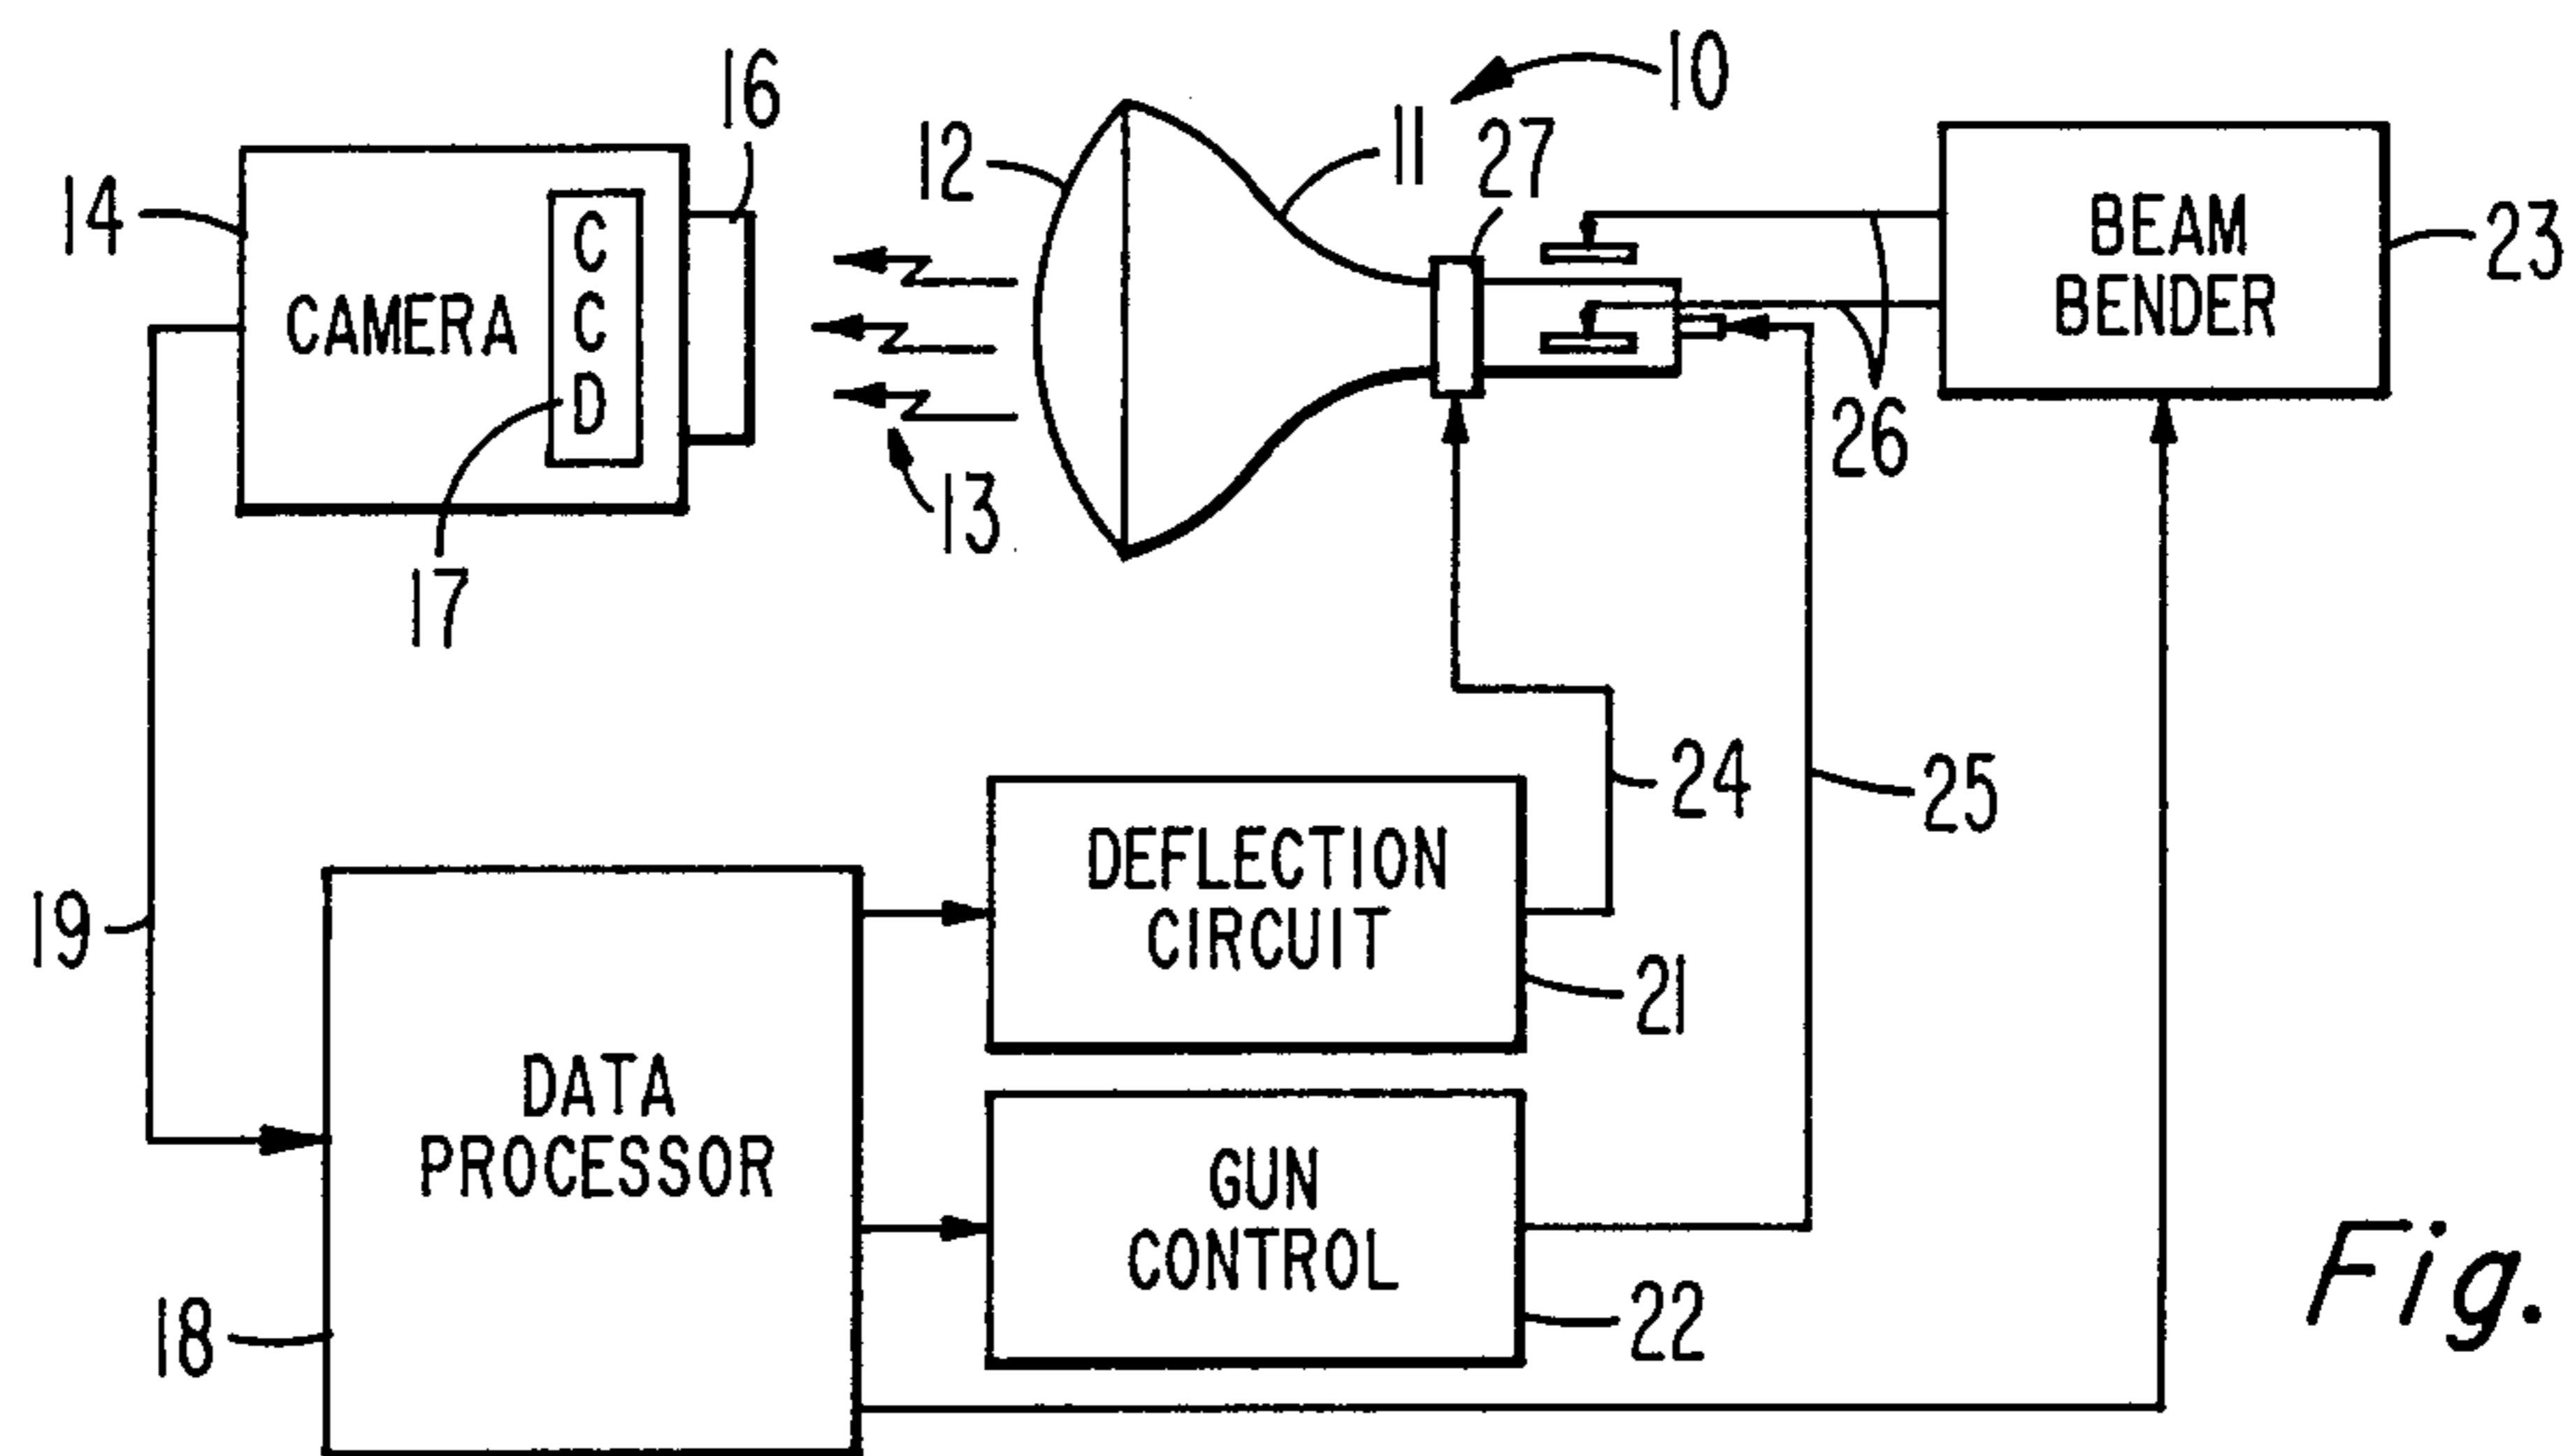 10
16
11
12
27
14
CAMERA
C
C
D
BEAM
BENDER
23
26
13
17
24
25
DEFLECTION
CIRCUIT
19
21
DATA
PROCESSOR
GUN
CONTROL
18
22
Fig.